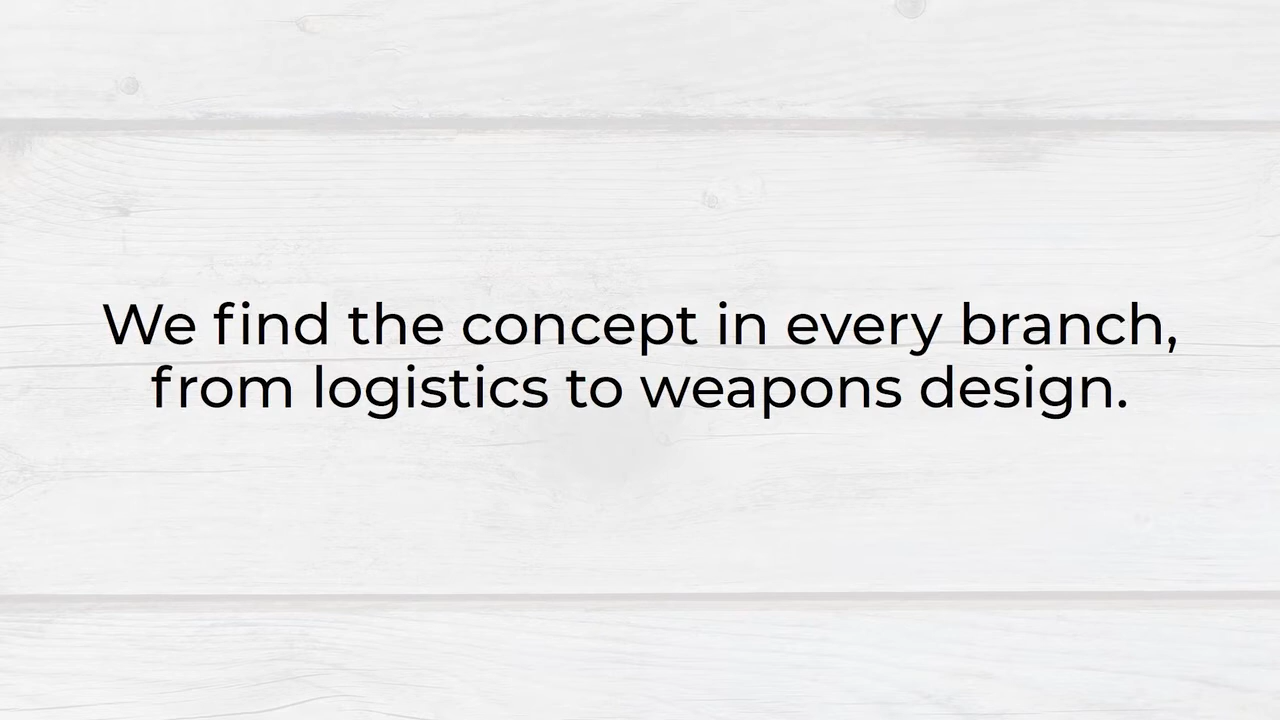 We find the concept in every branch,
from logistics to weapons design.